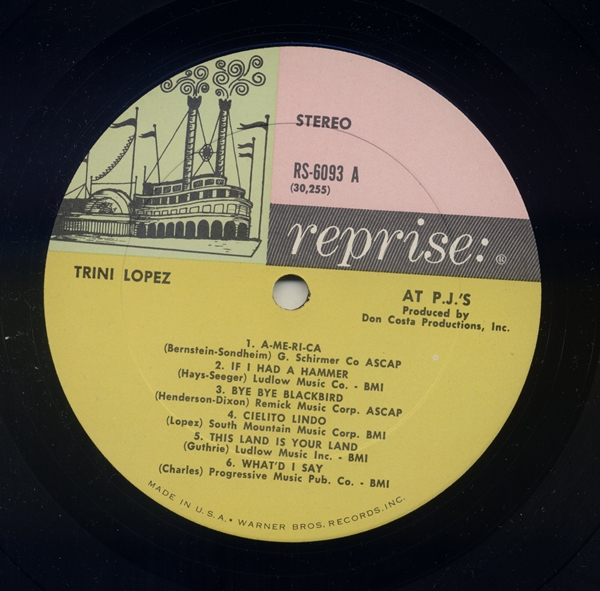 STEREO
RS-6093 A
(30,255)
reprise: ®
TRINI LOPEZ
AT P.J.'S
Produced by
Don Costa Productions, Inc.
1. A-ME-RI-CA
(Bernstein-Sondheim) G. Schirmer Co ASCAP
2. IF I HAD A HAMMER
(Hays-Seeger) Ludlow Music Co. - BMI
3. BYE BYE BLACKBIRD
(Henderson-Dixon) Remick Music Corp. ASCAP
4. CIELITO LINDO
(Lopez) South Mountain Music Corp. BMI
5. THIS LAND IS YOUR LAND
(Guthrie) Ludlow Music Inc. - BMI
6. WHAT'D I SAY
(Charles) Progressive Music Pub. Co. - BMI
MADE IN U.S.A. • WARNER BROS. RECORDS, INC.